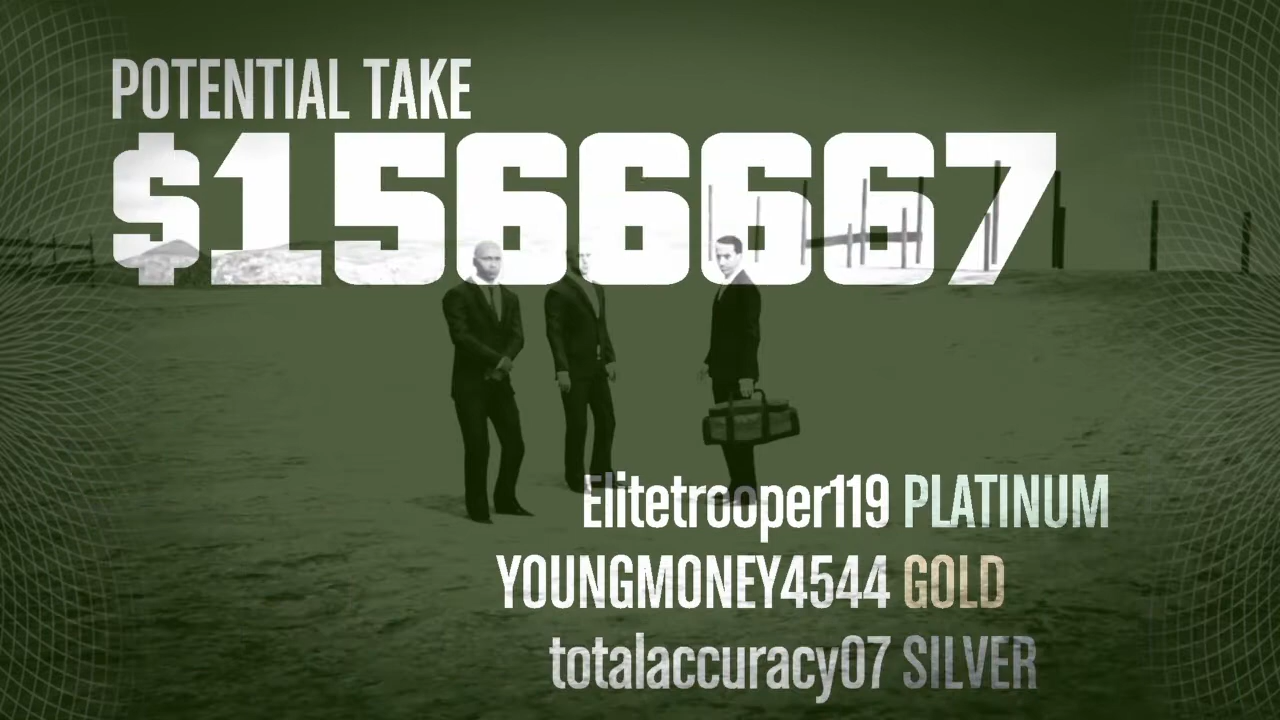 POTENTIAL TAKE
$1566667
Elitetrooper119 PLATINUM
YOUNGMONEY4544 GOLD
totalaccuracy07 SILVER